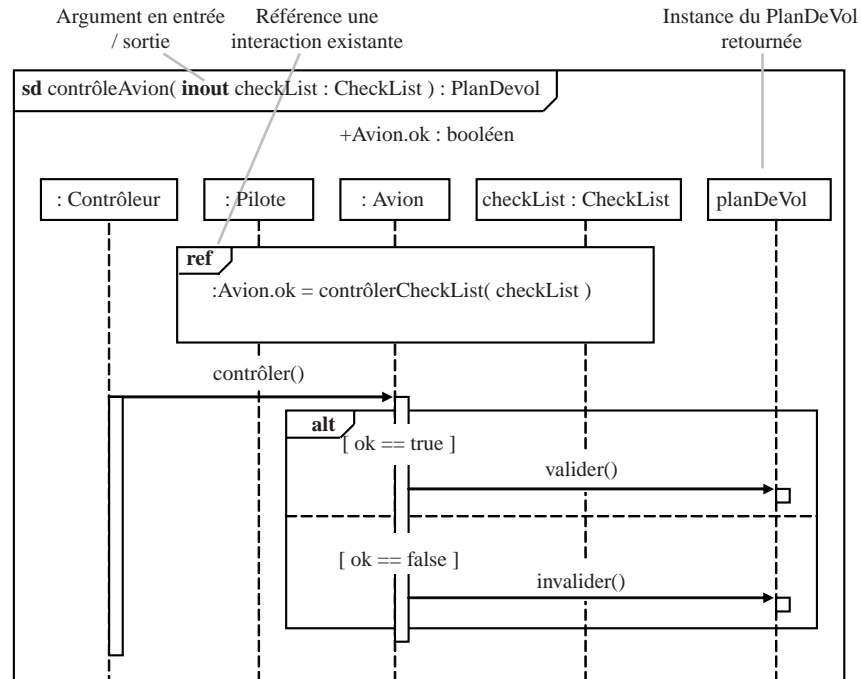 Argument en entrée
/ sortie
Référence une
interaction existante
Instance du PlanDeVol
retournée
sd contrôleAvion( inout checkList : CheckList ) : PlanDevol
+Avion.ok : booléen
: Contrôleur
: Pilote
: Avion
checkList : CheckList
planDeVol
ref
:Avion.ok = contrôlerCheckList( checkList )
contrôler()
alt
[ ok == true ]
valider()
[ ok == false ]
invalider()